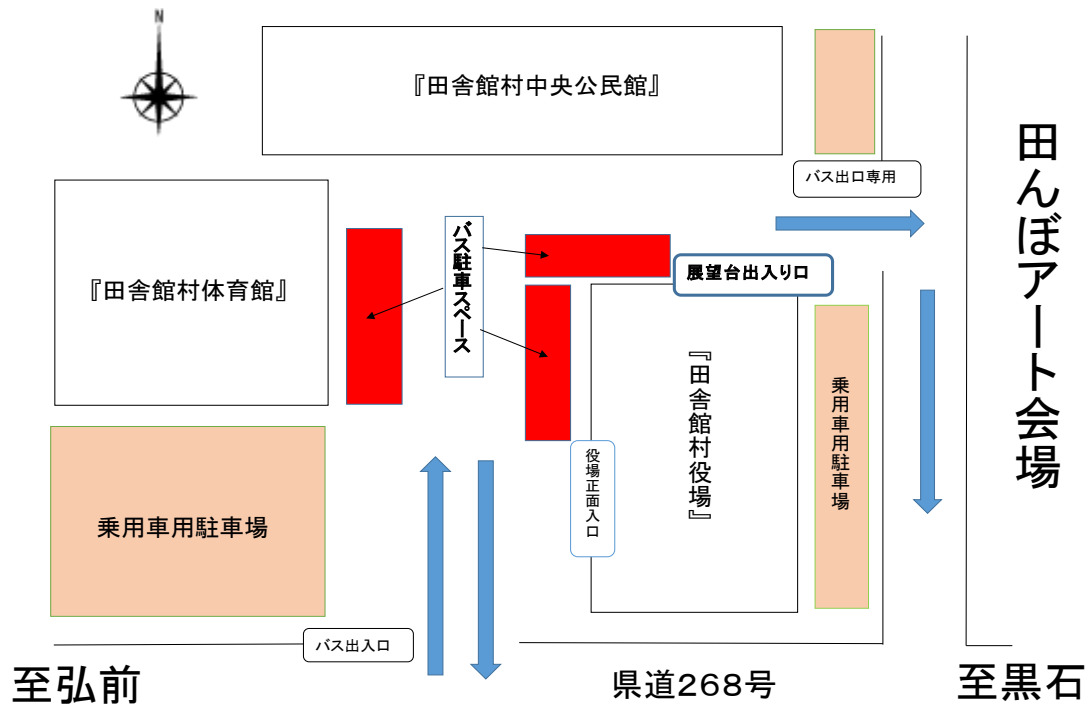 N
『田舎館村中央公民館』
バス出口専用
田んぼアート会場
『田舎館村体育館』
バス駐車スペース
展望台出入り口
『田舎館村役場』
乗用車用駐車場
役場正面入口
乗用車用駐車場
バス出入口
至弘前
県道268号
至黒石